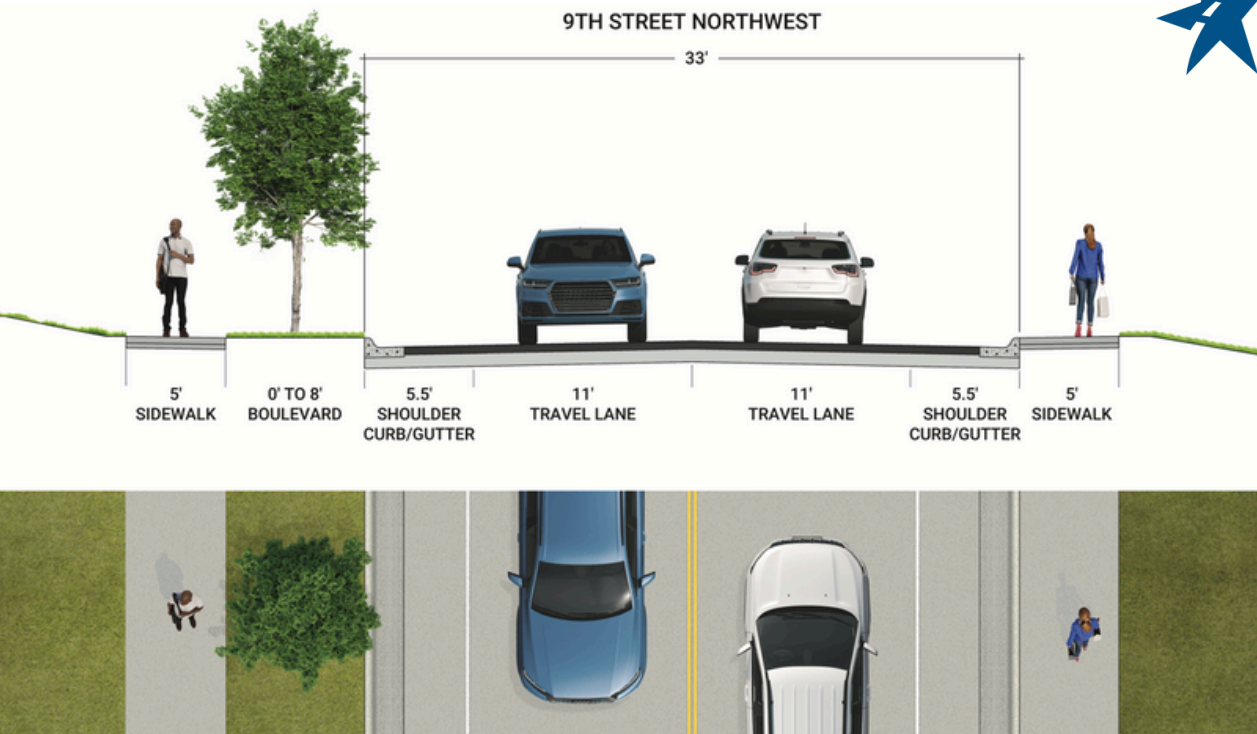 9TH STREET NORTHWEST
33'
5'
SIDEWALK
0' TO 8'
BOULEVARD
5.5'
SHOULDER
CURB/GUTTER
11'
TRAVEL LANE
11'
TRAVEL LANE
5.5'
SHOULDER
CURB/GUTTER
5'
SIDEWALK